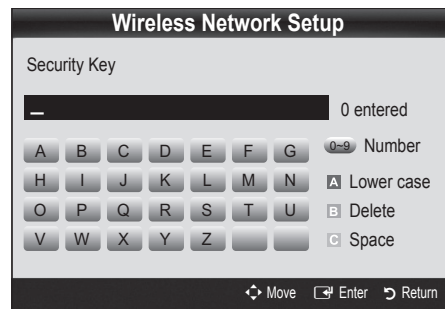 Wireless Network Setup
Security Key
_ 0 entered
A B C D E F G 0~9 Number
H I J K L M N A Lower case
O P Q R S T U B Delete
V W X Y Z C Space
Move Enter Return